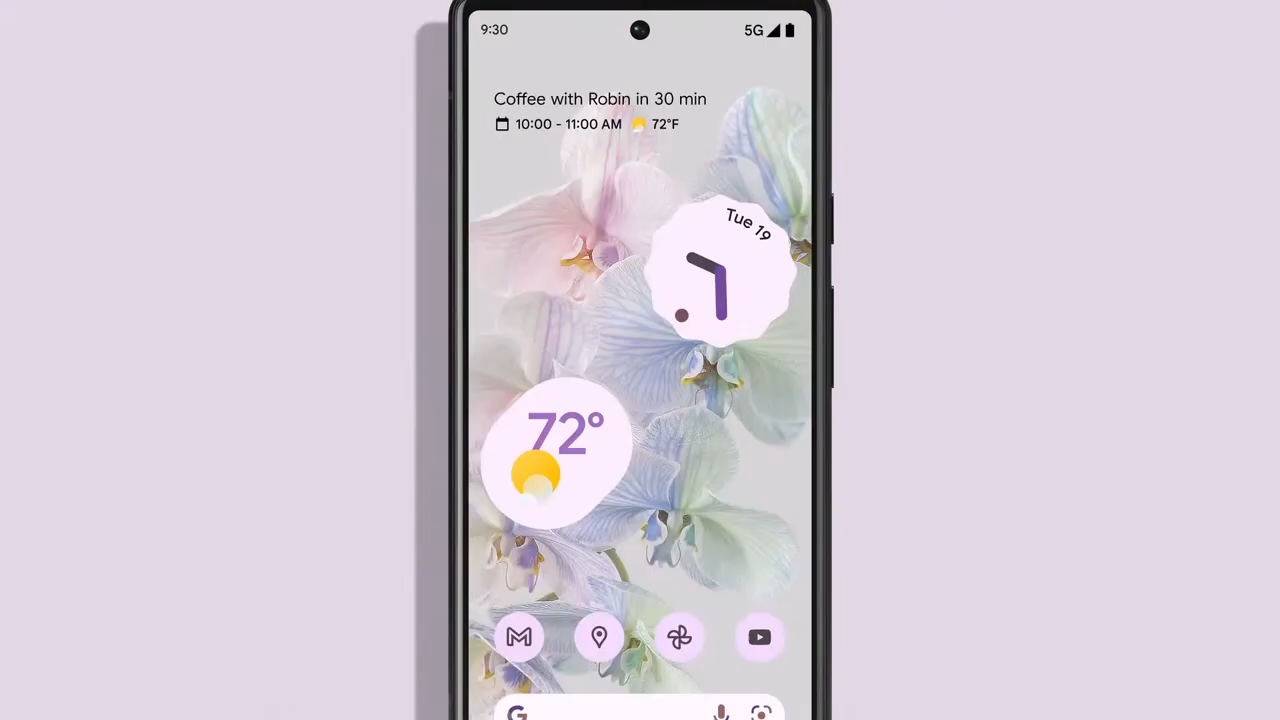 9:30
5G
Coffee with Robin in 30 min
10:00 - 11:00 AM 72°F
Tue 19
72°
G